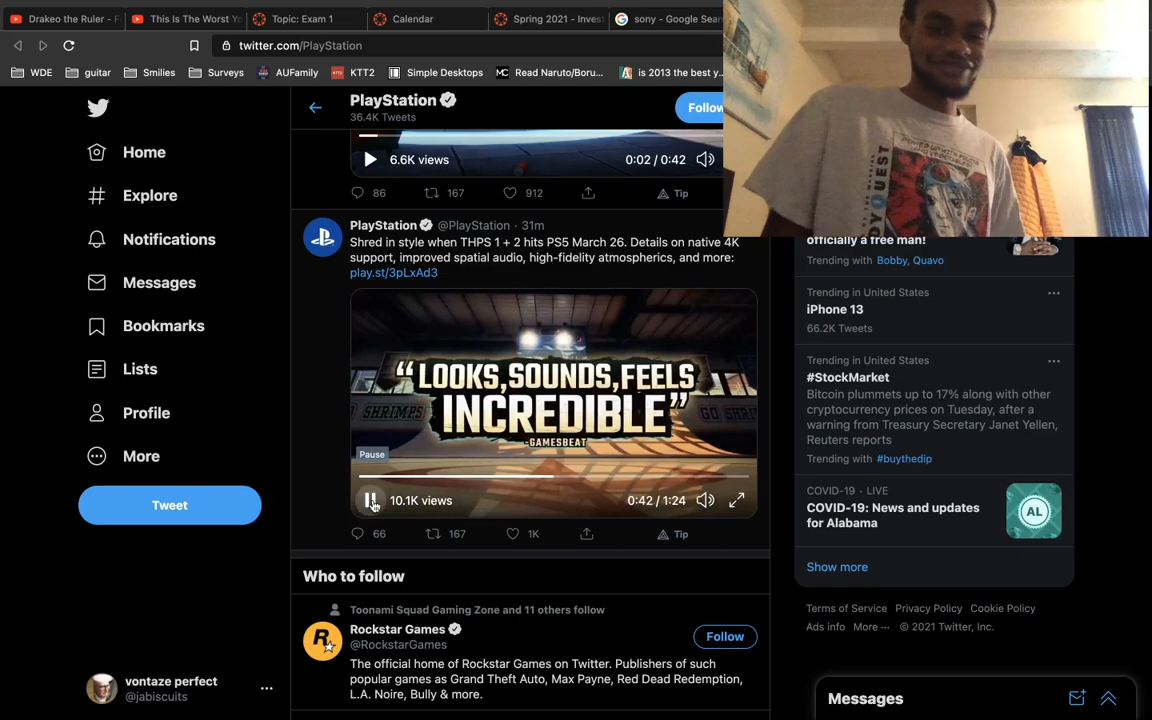 Drakeo the Ruler - F
This Is The Worst Yo
Topic: Exam 1
Calendar
Spring 2021 - Invest
sony - Google Sear
twitter.com/PlayStation
WDE
guitar
Smilies
Surveys
AUFamily
KTT2
Simple Desktops
Read Naruto/Boru...
is 2013 the best y...
Home
Explore
Notifications
Messages
Bookmarks
Lists
Profile
More
Tweet
vontaze perfect
@jabiscuits
PlayStation
36.4K Tweets
Follow
6.6K views
0:02 / 0:42
86
167
912
Tip
PlayStation @PlayStation · 31m
Shred in style when THPS 1 + 2 hits PS5 March 26. Details on native 4K
support, improved spatial audio, high-fidelity atmospherics, and more:
play.st/3pLxAd3
"LOOKS, SOUNDS, FEELS
INCREDIBLE"
-GAMESBEAT
SHRIMPS
GO SHRIMPS
Pause
10.1K views
0:42 / 1:24
66
167
1K
Tip
Who to follow
Toonami Squad Gaming Zone and 11 others follow
Rockstar Games
@RockstarGames
Follow
The official home of Rockstar Games on Twitter. Publishers of such
popular games as Grand Theft Auto, Max Payne, Red Dead Redemption,
L.A. Noire, Bully & more.
officially a free man!
Trending with Bobby, Quavo
Trending in United States
iPhone 13
66.2K Tweets
Trending in United States
#StockMarket
Bitcoin plummets up to 17% along with other
cryptocurrency prices on Tuesday, after a
warning from Treasury Secretary Janet Yellen,
Reuters reports
Trending with #buythedip
COVID-19 · LIVE
COVID-19: News and updates
for Alabama
AL
Show more
Terms of Service Privacy Policy Cookie Policy
Ads info More ··· © 2021 Twitter, Inc.
Messages